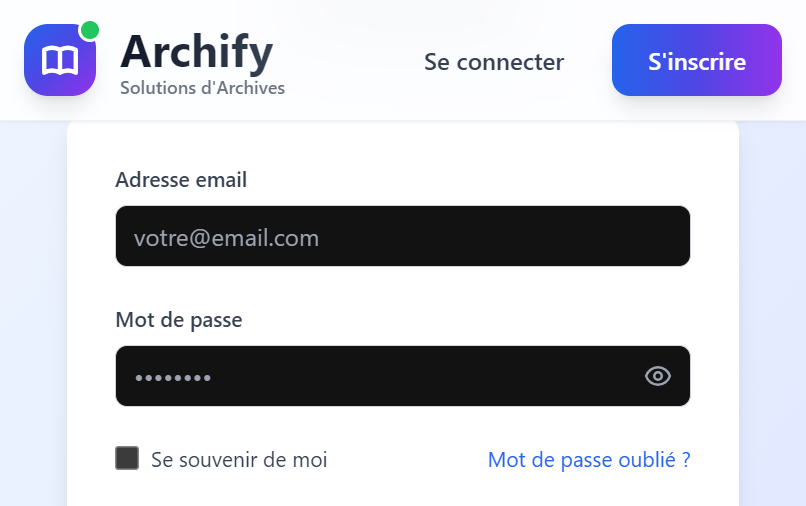 Archify
Solutions d'Archives
Se connecter
S'inscrire
Adresse email
votre@email.com
Mot de passe
••••••••
Se souvenir de moi
Mot de passe oublié ?